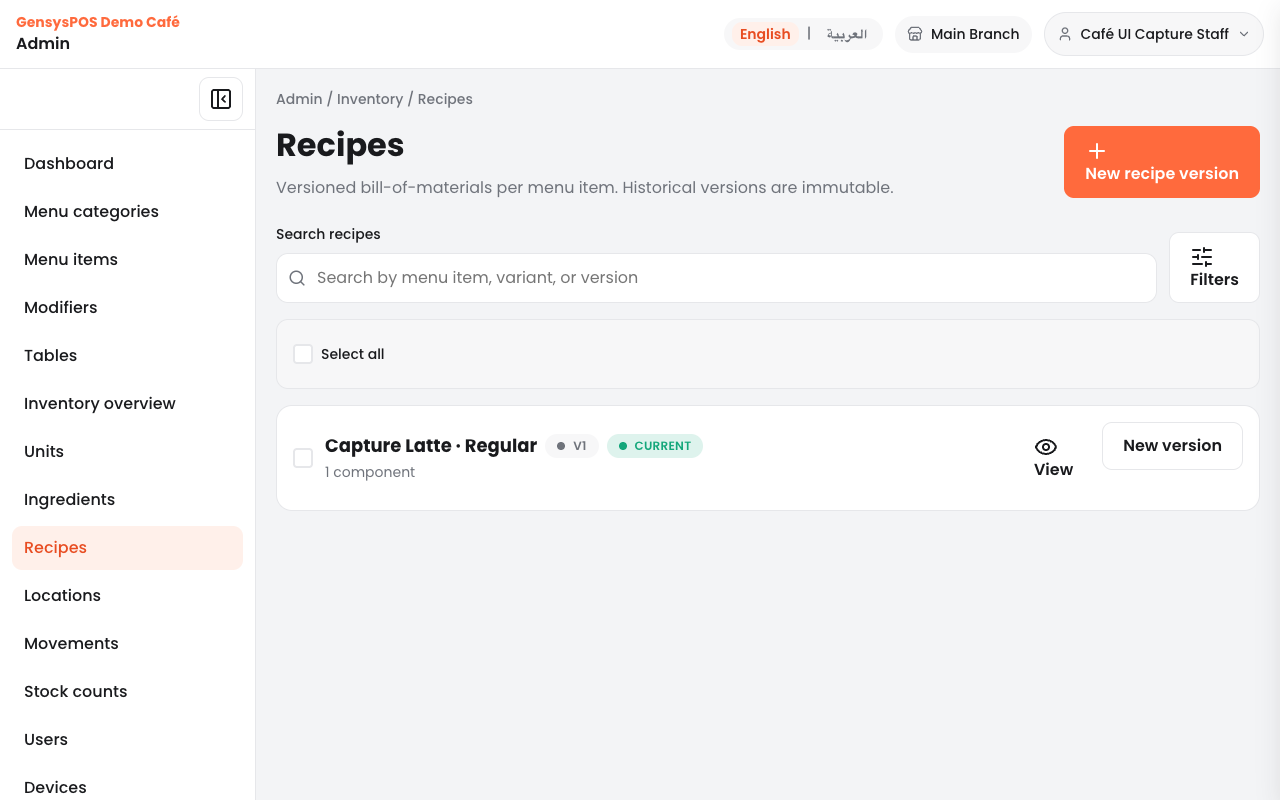 GensysPOS Demo Café
Admin
English | العربية
Main Branch
Café UI Capture Staff
Dashboard
Menu categories
Menu items
Modifiers
Tables
Inventory overview
Units
Ingredients
Recipes
Locations
Movements
Stock counts
Users
Devices
Admin / Inventory / Recipes
Recipes
Versioned bill-of-materials per menu item. Historical versions are immutable.
New recipe version
Search recipes
Search by menu item, variant, or version
Filters
Select all
Capture Latte · Regular
V1
CURRENT
1 component
View
New version